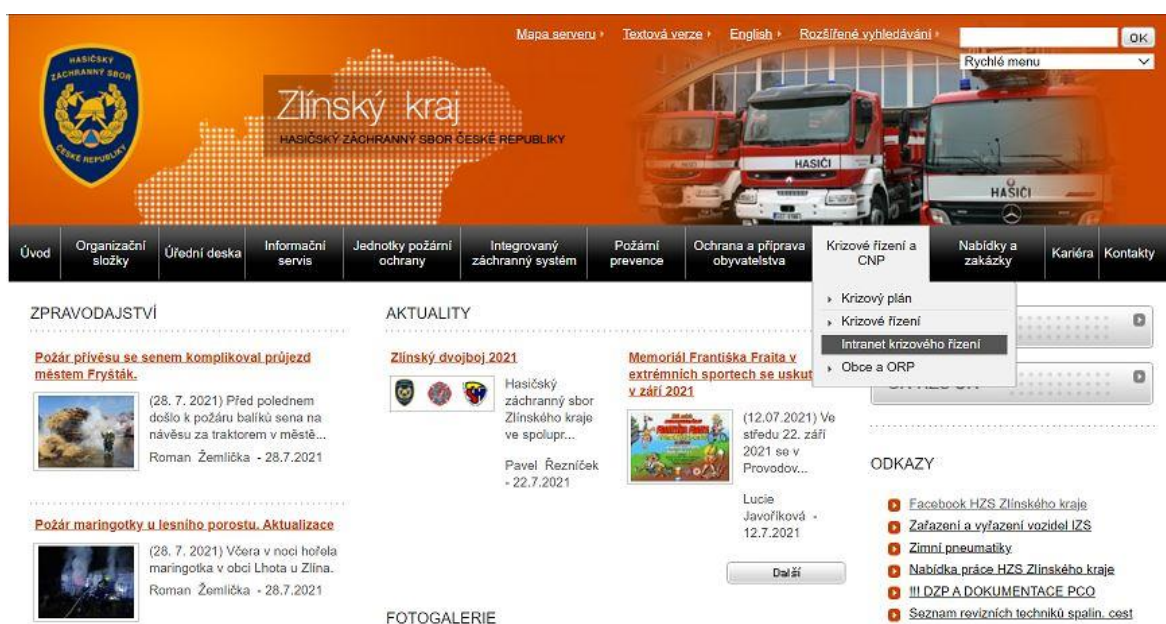 Mapa serveru
Textová verze
English
Rozšířené vyhledávání
OK
Rychlé menu
HASIČSKÝ
ZÁCHRANNÝ SBOR
ČESKÉ REPUBLIKY
Zlínský kraj
HASIČSKÝ ZÁCHRANNÝ SBOR ČESKÉ REPUBLIKY
HASIČI
HASIČI
Úvod
Organizační
složky
Úřední deska
Informační
servis
Jednotky požární
ochrany
Integrovaný
záchranný systém
Požární
prevence
Ochrana a příprava
obyvatelstva
Krizové řízení a
CNP
Nabídky a
zakázky
Kariéra
Kontakty
Krizový plán
Krizové řízení
Intranet krizového řízení
Obce a ORP
ZPRAVODAJSTVÍ
Požár přívěsu se senem komplikoval průjezd
městem Fryšták.
(28. 7. 2021) Před polednem
došlo k požáru balíků sena na
návěsu za traktorem v městě...
Roman Žemlička - 28.7.2021
Požár maringotky u lesního porostu. Aktualizace
(28. 7. 2021) Včera v noci hořela
maringotka v obci Lhota u Zlína.
Roman Žemlička - 28.7.2021
AKTUALITY
Zlínský dvojboj 2021
Hasičský
záchranný sbor
Zlínského kraje
ve spolupr...
Pavel Řezníček
- 22.7.2021
Memoriál Františka Fraita v
extrémních sportech se uskut
v září 2021
(12.07.2021) Ve
středu 22. září
2021 se v
Provodov...
Lucie
Javoříková -
12.7.2021
Další
FOTOGALERIE
ODKAZY
Facebook HZS Zlínského kraje
Zařazení a vyřazení vozidel IZS
Zimní pneumatiky
Nabídka práce HZS Zlínského kraje
!!! DZP A DOKUMENTACE PCO
Seznam revizních techniků spalin. cest